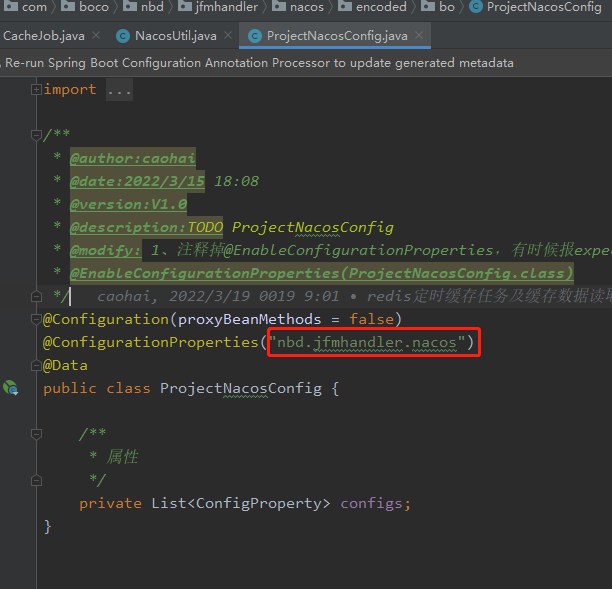 com boco nbd jfmhandler nacos encoded bo ProjectNacosConfig
CacheJob.java NacosUtil.java ProjectNacosConfig.java
Re-run Spring Boot Configuration Annotation Processor to update generated metadata
import ...
/**
* @author:caohai
* @date:2022/3/15 18:08
* @version:V1.0
* @description:TODO ProjectNacosConfig
* @modify: 1、注释掉@EnableConfigurationProperties，有时候报expe
* @EnableConfigurationProperties(ProjectNacosConfig.class)
*/ caohai, 2022/3/19 0019 9:01 • redis定时缓存任务及缓存数据读取
@Configuration(proxyBeanMethods = false)
@ConfigurationProperties("nbd.jfmhandler.nacos")
@Data
public class ProjectNacosConfig {
/**
* 属性
*/
private List<ConfigProperty> configs;
}